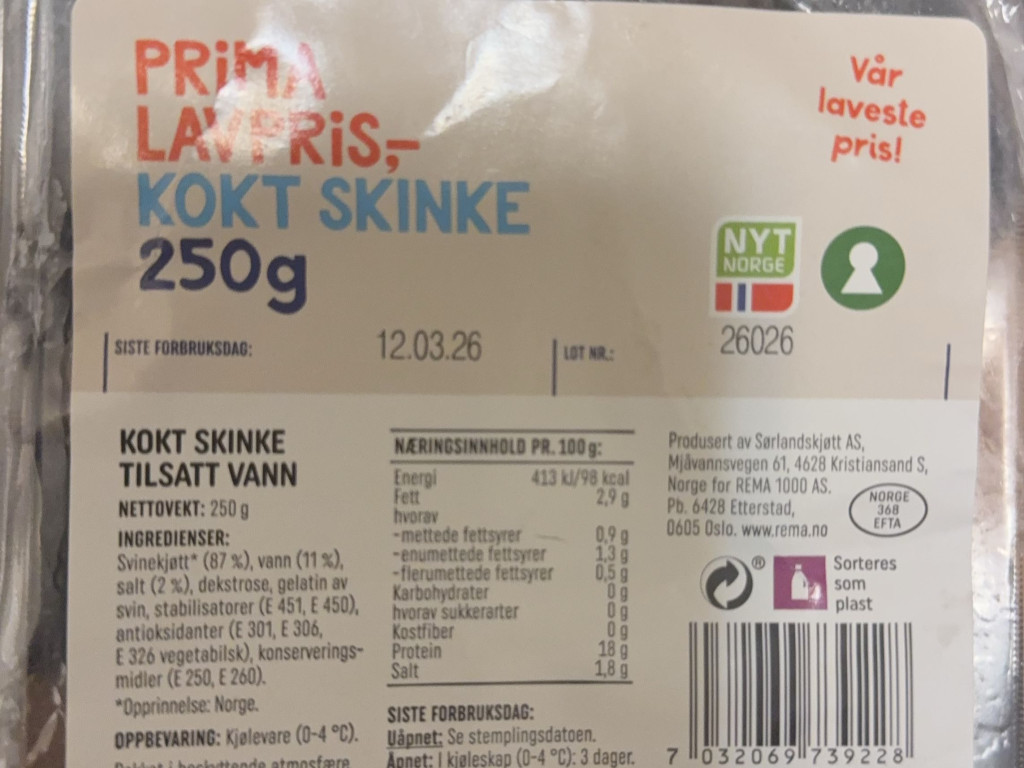 PRiMA
LAVPRiS,-
KOKT SKINKE
250g
Vår
laveste
pris!
NYT
NORGE
SISTE FORBRUKSDAG:
12.03.26
LOT NR.:
26026
KOKT SKINKE
TILSATT VANN
NETTOVEKT: 250 g
INGREDIENSER:
Svinekjøtt* (87 %), vann (11 %),
salt (2 %), dekstrose, gelatin av
svin, stabilisatorer (E 451, E 450),
antioksidanter (E 301, E 306,
E 326 vegetabilsk), konserverings-
midler (E 250, E 260).
*Opprinnelse: Norge.
OPPBEVARING: Kjølevare (0-4 °C).
Pakket i beskyttende atmosfære
NÆRINGSINNHOLD PR. 100 g:
Energi 413 kJ/98 kcal
Fett 2,9 g
hvorav
-mettede fettsyrer 0,9 g
-enumettede fettsyrer 1,3 g
-flerumettede fettsyrer 0,5 g
Karbohydrater 0 g
hvorav sukkerarter 0 g
Kostfiber 0 g
Protein 18 g
Salt 1,8 g
SISTE FORBRUKSDAG:
Uåpnet: Se stemplingsdatoen.
Åpnet: I kjøleskap (0-4 °C): 3 dager.
Produsert av Sørlandskjøtt AS,
Mjåvannsvegen 61, 4628 Kristiansand S,
Norge for REMA 1000 AS.
Pb. 6428 Etterstad,
0605 Oslo. www.rema.no
NORGE
368
EFTA
®
Sorteres
som
plast
7 032069 739228